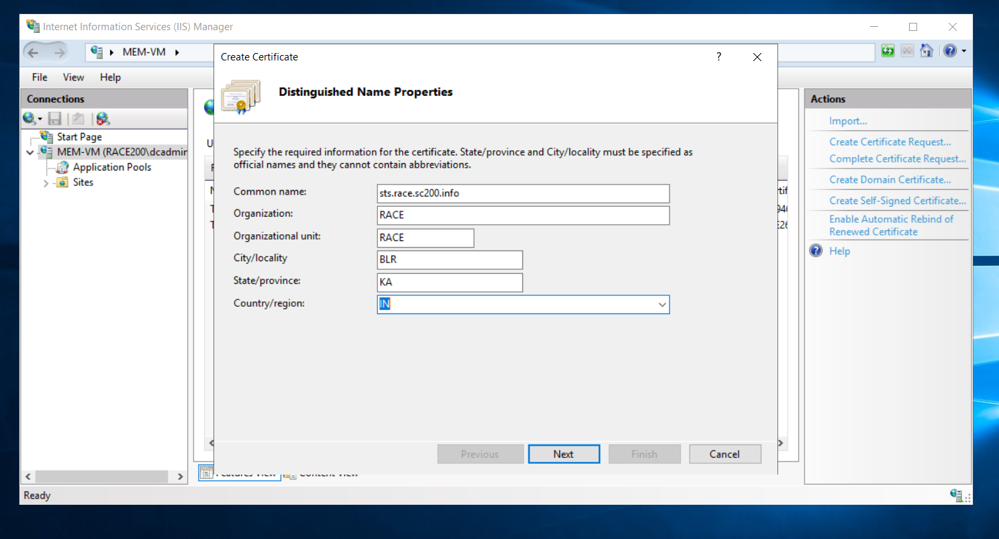 Internet Information Services (IIS) Manager
MEM-VM
File View Help
Connections
Start Page
MEM-VM (RACE200\dcadmin
Application Pools
Sites
Create Certificate
?
Distinguished Name Properties
Specify the required information for the certificate. State/province and City/locality must be specified as
official names and they cannot contain abbreviations.
Common name:
sts.race.sc200.info
Organization:
RACE
Organizational unit:
RACE
City/locality
BLR
State/province:
KA
Country/region:
IN
Previous
Next
Finish
Cancel
Features View
Content View
Actions
Import...
Create Certificate Request...
Complete Certificate Request...
Create Domain Certificate...
Create Self-Signed Certificate...
Enable Automatic Rebind of
Renewed Certificate
Help
Ready